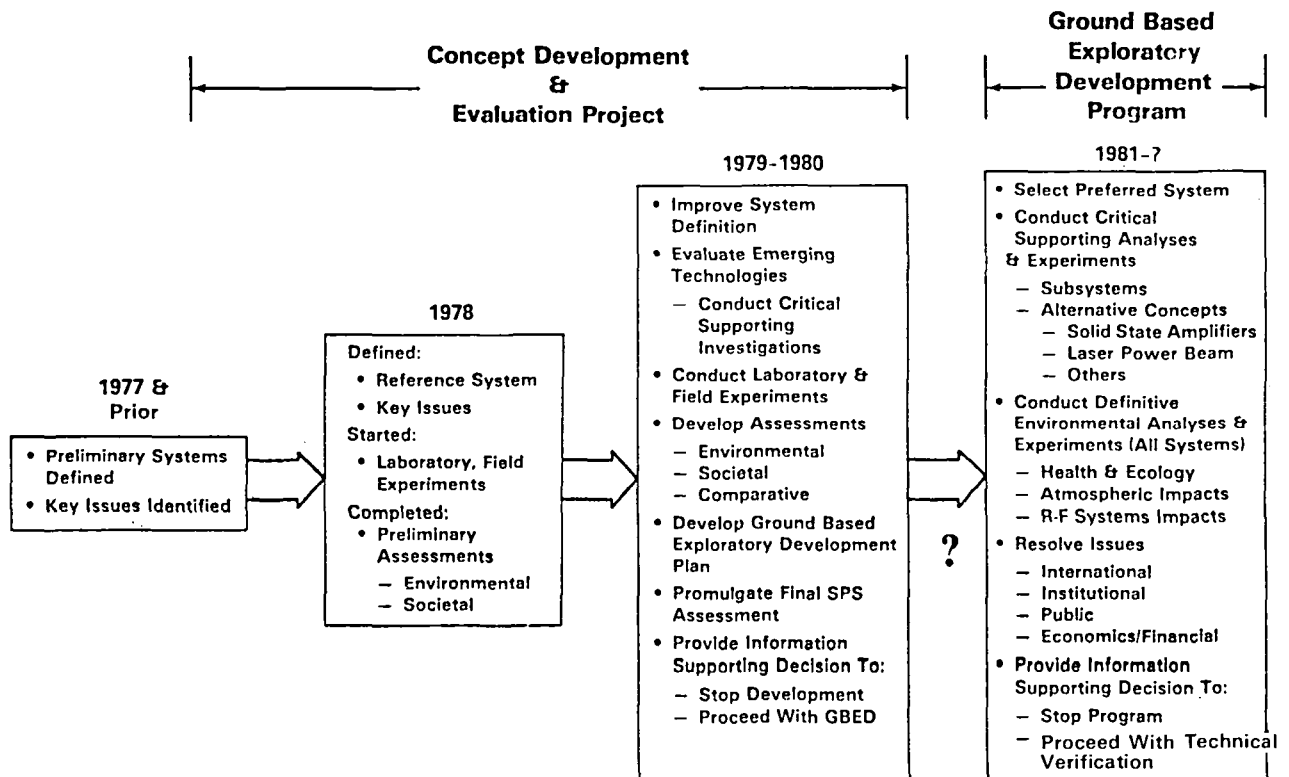 Concept Development
&
Evaluation Project
Ground Based
Exploratory
Development
Program
1977 &
Prior
• Preliminary Systems
Defined
• Key Issues Identified
1978
Defined:
• Reference System
• Key Issues
Started:
• Laboratory, Field
Experiments
Completed:
• Preliminary
Assessments
– Environmental
– Societal
1979-1980
• Improve System
Definition
• Evaluate Emerging
Technologies
– Conduct Critical
Supporting
Investigations
• Conduct Laboratory &
Field Experiments
• Develop Assessments
– Environmental
– Societal
– Comparative
• Develop Ground Based
Exploratory Development
Plan
• Promulgate Final SPS
Assessment
• Provide Information
Supporting Decision To:
– Stop Development
– Proceed With GBED
?
1981-?
• Select Preferred System
• Conduct Critical
Supporting Analyses
& Experiments
– Subsystems
– Alternative Concepts
– Solid State Amplifiers
– Laser Power Beam
– Others
• Conduct Definitive
Environmental Analyses &
Experiments (All Systems)
– Health & Ecology
– Atmospheric Impacts
– R-F Systems Impacts
• Resolve Issues
– International
– Institutional
– Public
– Economics/Financial
• Provide Information
Supporting Decision To:
– Stop Program
– Proceed With Technical
Verification